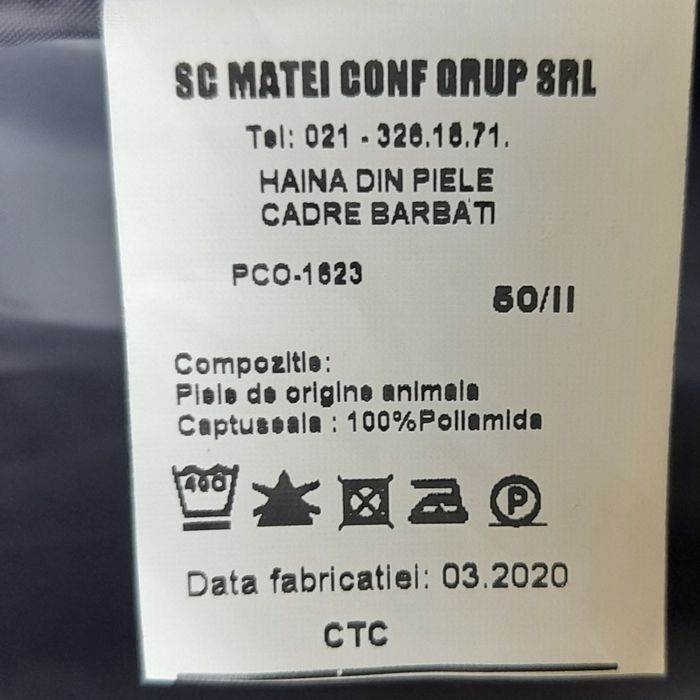 SC MATEI CONF GRUP SRL
Tel: 021 - 326.16.71.
HAINA DIN PIELE
CADRE BARBATI
PCO-1623
50/II
Compozitie:
Piele de origine animala
Captuseala : 100%Poliamida
40°
P
Data fabricatiei: 03.2020
CTC